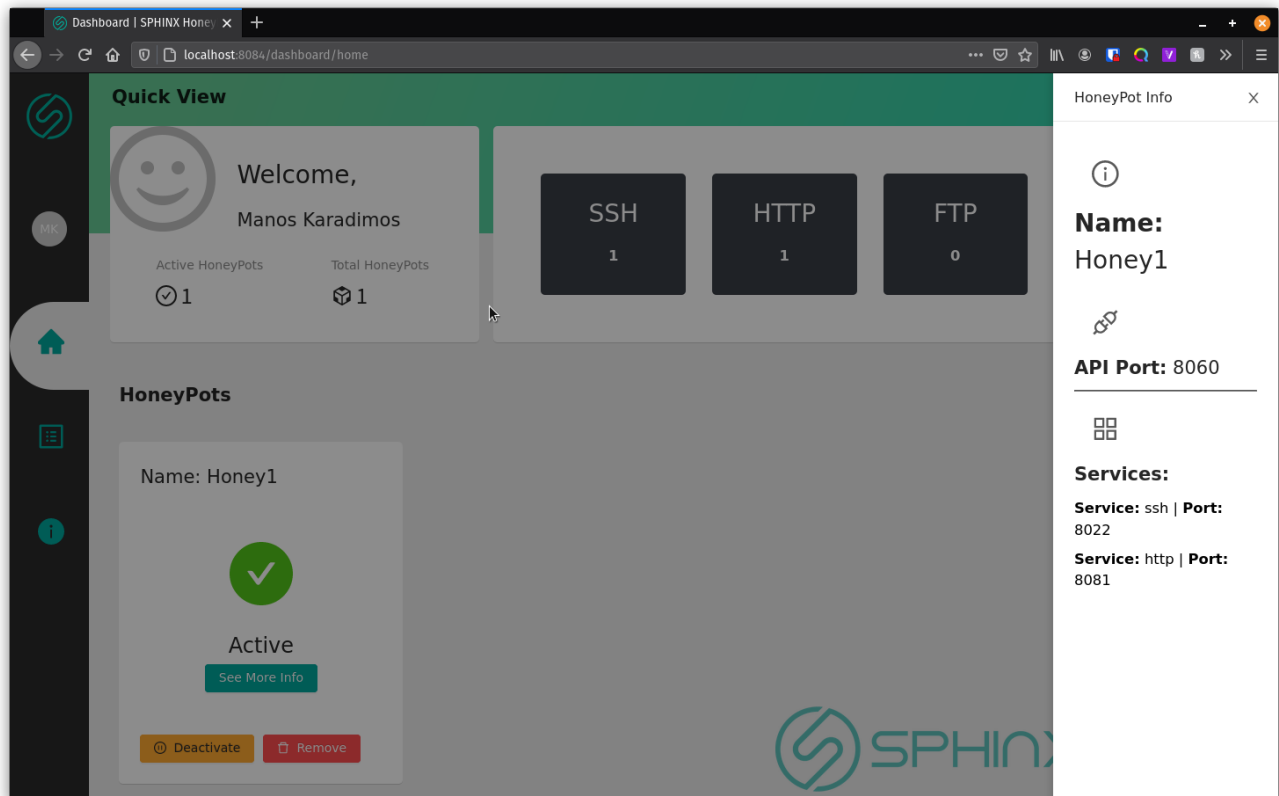 Dashboard | SPHINX Honey
localhost:8084/dashboard/home
Quick View
MK
Welcome,
Manos Karadimos
Active HoneyPots
1
Total HoneyPots
1
SSH
1
HTTP
1
FTP
0
HoneyPots
Name: Honey1
Active
See More Info
Deactivate
Remove
SPHINX
HoneyPot Info
Name:
Honey1
API Port: 8060
Services:
Service: ssh | Port:
8022
Service: http | Port:
8081